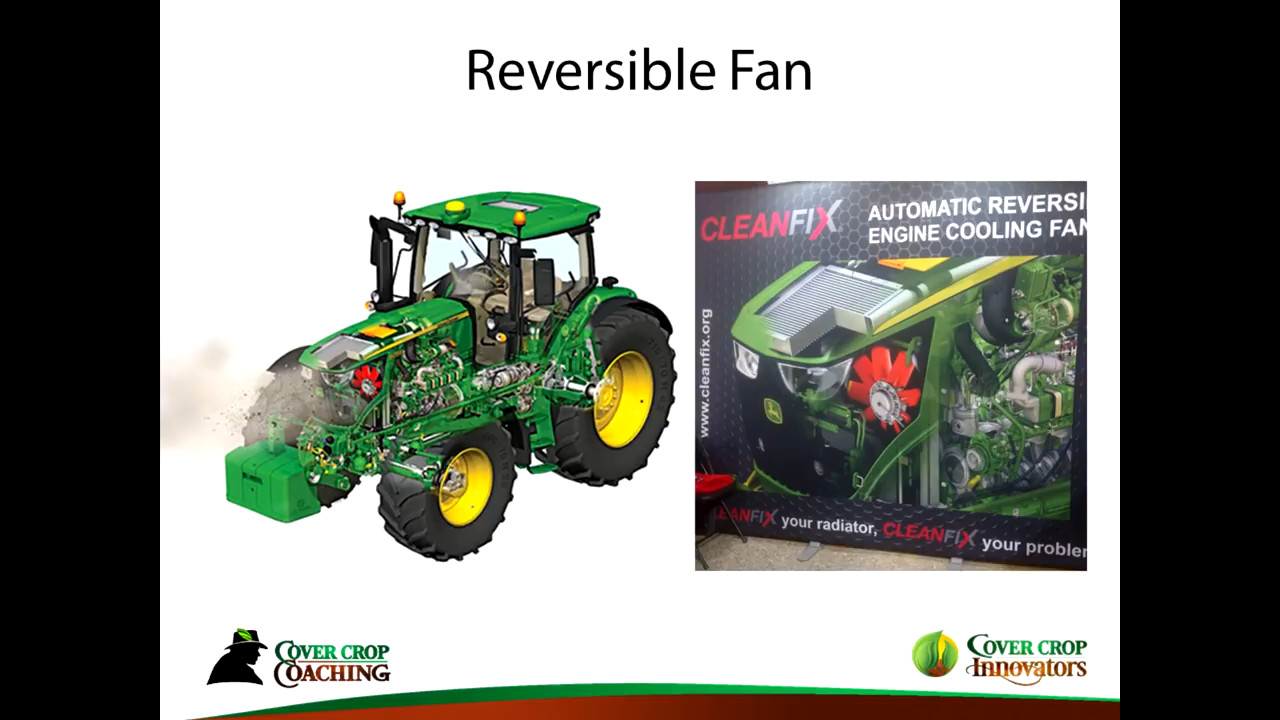 Reversible Fan
CLEANFIX
AUTOMATIC REVERSI
ENGINE COOLING FAN
www.cleanfix.org
LEANFIX your radiator, CLEANFIX your problem
COVER CROP
COACHING
COVER CROP
INNOVATORS